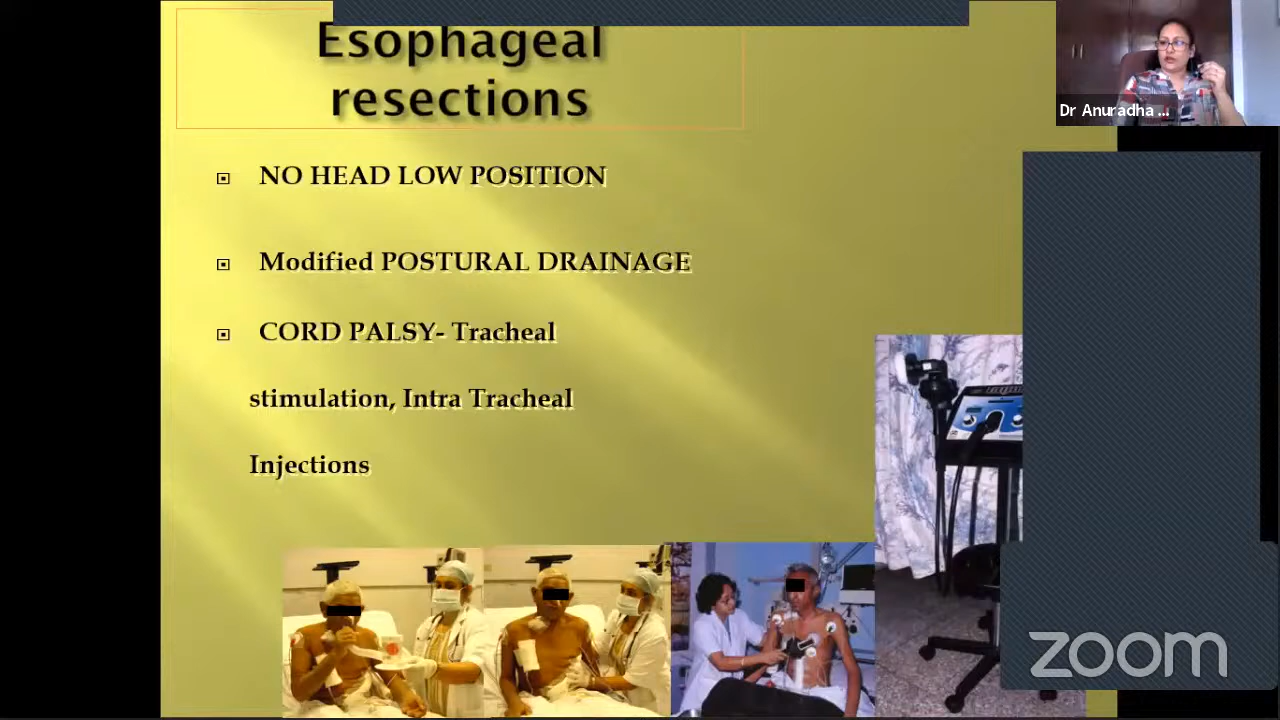 Esophageal
resections
NO HEAD LOW POSITION
Modified POSTURAL DRAINAGE
CORD PALSY- Tracheal
stimulation, Intra Tracheal
Injections
Dr Anuradha ...
zoom